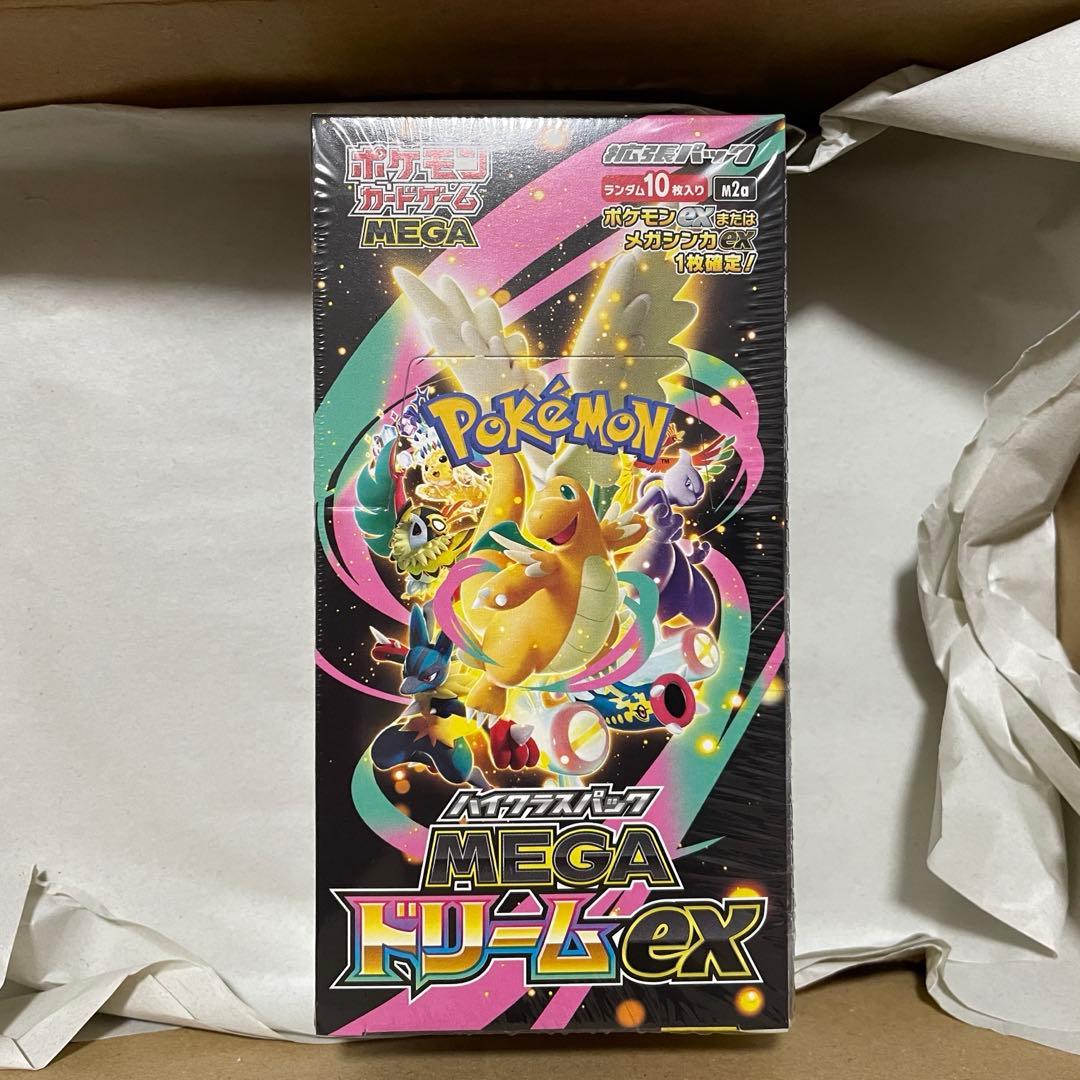 ポケモン
カードゲーム
MEGA
拡張パック
ランダム10枚入り M2a
ポケモンexまたは
メガシンカex
1枚確定!
POKéMON
TM
ハイクラスパック
MEGA
ドリームex